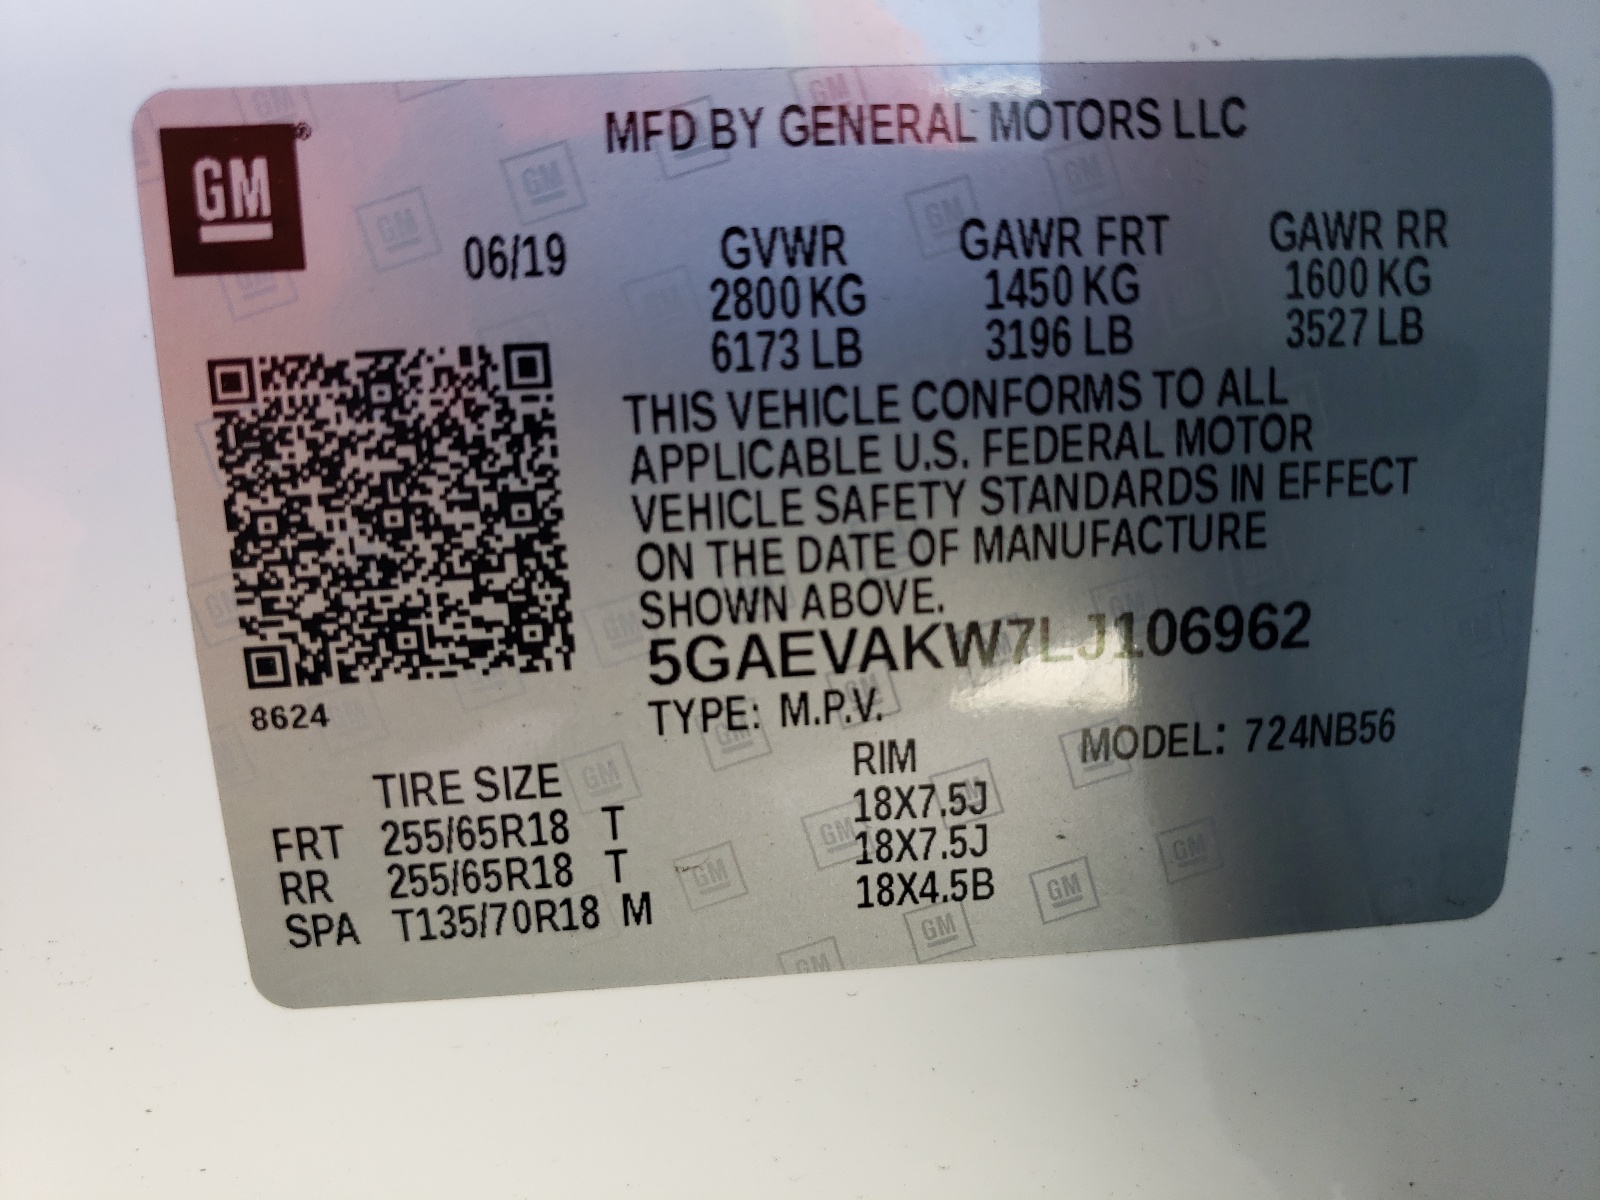 GM ®
MFD BY GENERAL MOTORS LLC
06/19
GVWR GAWR FRT GAWR RR
2800 KG 1450 KG 1600 KG
6173 LB 3196 LB 3527 LB
THIS VEHICLE CONFORMS TO ALL
APPLICABLE U.S. FEDERAL MOTOR
VEHICLE SAFETY STANDARDS IN EFFECT
ON THE DATE OF MANUFACTURE
SHOWN ABOVE.
5GAEVAKW7LJ106962
8624
TYPE: M.P.V. MODEL: 724NB56
TIRE SIZE RIM
FRT 255/65R18 T 18X7.5J
RR 255/65R18 T 18X7.5J
SPA T135/70R18 M 18X4.5B